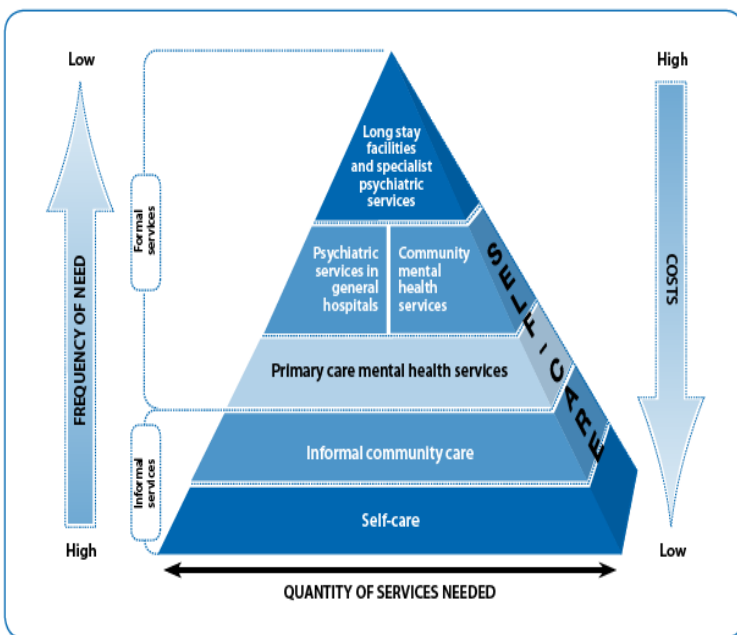 Low
High
Long stay
facilities
and specialist
psychiatric
services
Formal
services
Psychiatric
services in
general
hospitals
Community
mental
health
services
SELF-CARE
FREQUENCY OF NEED
COSTS
Primary care mental health services
Informal
services
Informal community care
Self-care
High
Low
QUANTITY OF SERVICES NEEDED